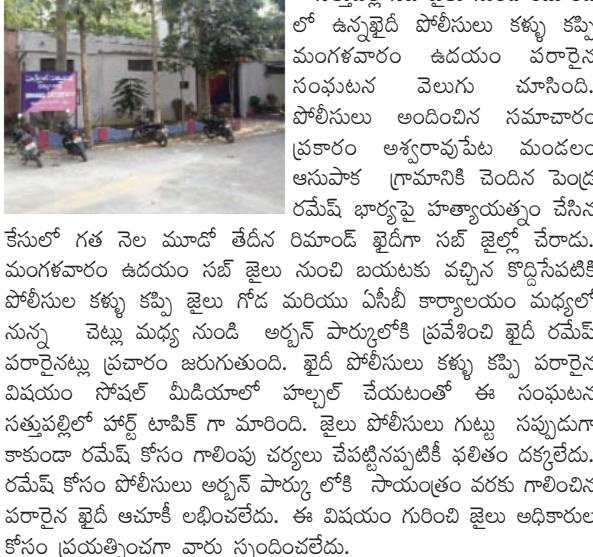 లో ఉన్నఖైదీ పోలీసులు కళ్ళు కప్పి
మంగళవారం ఉదయం పరారైన
సంఘటన వెలుగు చూసింది.
పోలీసులు అందించిన సమాచారం
ప్రకారం అశ్వరావుపేట మండలం
ఆసుపాక గ్రామానికి చెందిన పెంద్ర
రమేష్ భార్యపై హత్యాయత్నం చేసిన
కేసులో గత నెల మూడో తేదీన రిమాండ్ ఖైదీగా సబ్ జైల్లో చేరాడు.
మంగళవారం ఉదయం సబ్ జైలు నుంచి బయటకు వచ్చిన కొద్దిసేపటికి
పోలీసుల కళ్ళు కప్పి జైలు గోడ మరియు ఏసీబీ కార్యాలయం మధ్యలో
నున్న చెట్లు మధ్య నుండి అర్బన్ పార్కులోకి ప్రవేశించి ఖైదీ రమేష్
పరారైనట్లు ప్రచారం జరుగుతుంది. ఖైదీ పోలీసులు కళ్ళు కప్పి పరారైన
విషయం సోషల్ మీడియాలో హల్చల్ చేయటంతో ఈ సంఘటన
సత్తుపల్లిలో హార్ట్ టాపిక్ గా మారింది. జైలు పోలీసులు గుట్టు సప్పుడుగా
కాకుండా రమేష్ కోసం గాలింపు చర్యలు చేపట్టినప్పటికీ ఫలితం దక్కలేదు.
రమేష్ కోసం పోలీసులు అర్బన్ పార్కు లోకి సాయంత్రం వరకు గాలించిన
పరారైన ఖైదీ ఆచూకీ లభించలేదు. ఈ విషయం గురించి జైలు అధికారుల
కోసం ప్రయత్నించగా వారు స్పందించలేదు.